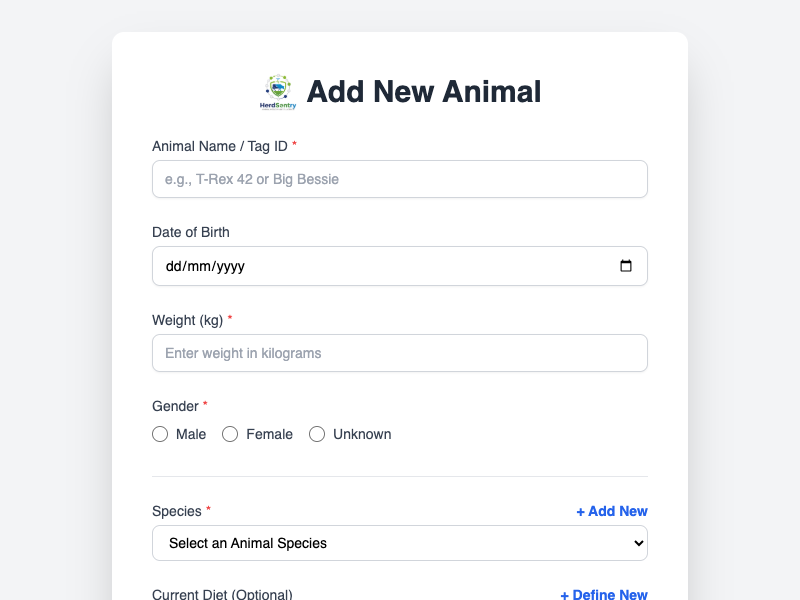 HerdSentry
Add New Animal
Animal Name / Tag ID *
e.g., T-Rex 42 or Big Bessie
Date of Birth
dd/mm/yyyy
Weight (kg) *
Enter weight in kilograms
Gender *
Male Female Unknown
Species * + Add New
Select an Animal Species
Current Diet (Optional) + Define New